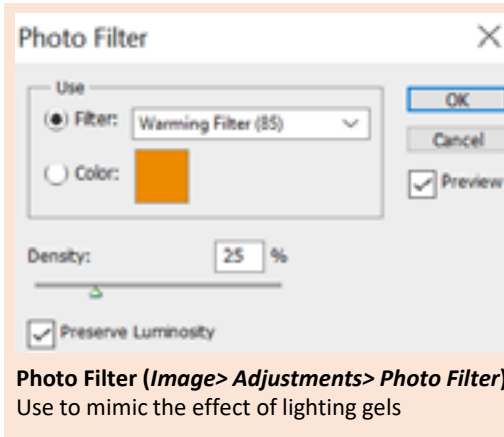 Photo Filter
Use
Filter: Warming Filter (85)
Color:
OK
Cancel
Preview
Density: 25 %
Preserve Luminosity
Photo Filter (Image> Adjustments> Photo Filter)
Use to mimic the effect of lighting gels